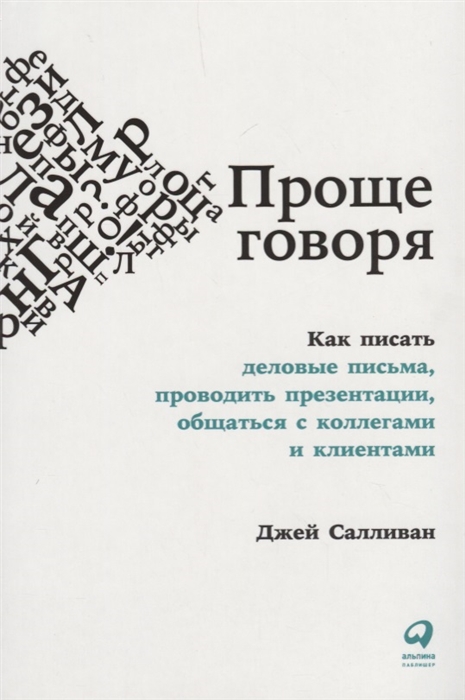 Проще
говоря
Как писать
деловые письма,
проводить презентации,
общаться с коллегами
и клиентами
Джей Салливан
альпина
ПАБЛИШЕР